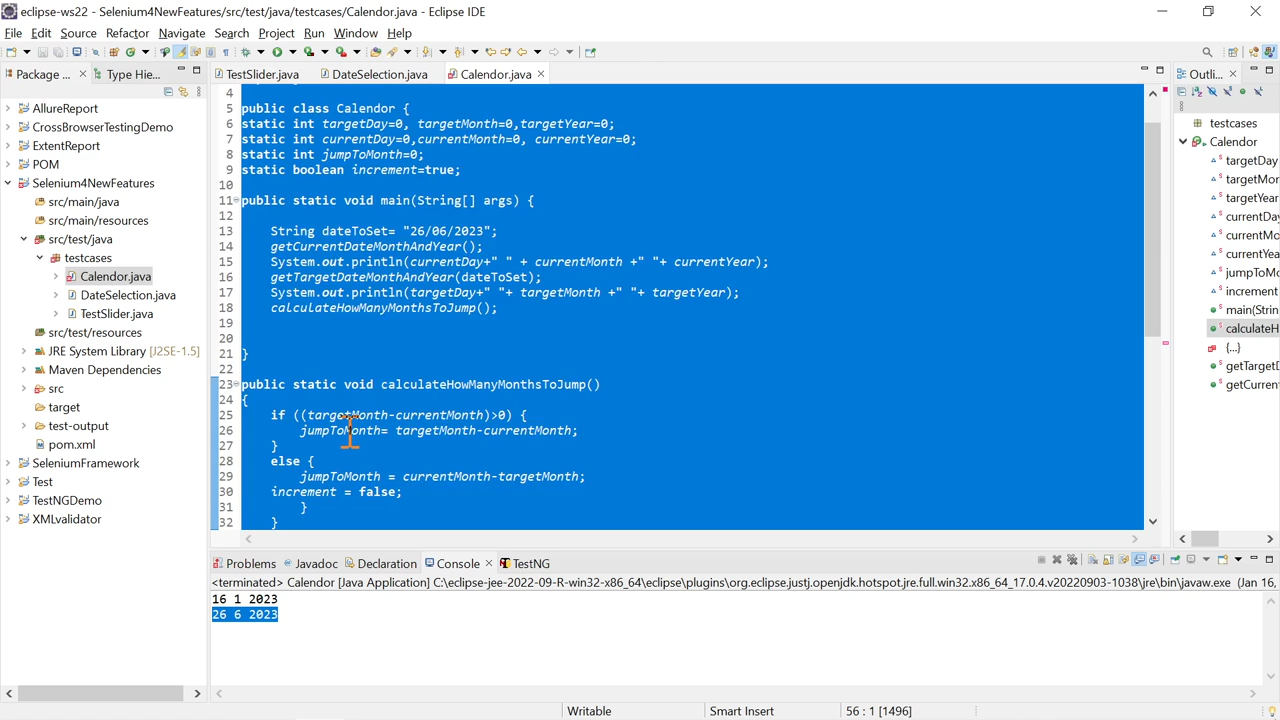 eclipse-ws22 - Selenium4NewFeatures/src/test/java/testcases/Calendor.java - Eclipse IDE
File Edit Source Refactor Navigate Search Project Run Window Help
Package ... Type Hie...
AllureReport
CrossBrowserTestingDemo
ExtentReport
POM
Selenium4NewFeatures
src/main/java
src/main/resources
src/test/java
testcases
Calendor.java
DateSelection.java
TestSlider.java
src/test/resources
JRE System Library [J2SE-1.5]
Maven Dependencies
src
target
test-output
pom.xml
SeleniumFramework
Test
TestNGDemo
XMLvalidator
TestSlider.java DateSelection.java Calendor.java
4
5 public class Calendor {
6 static int targetDay=0, targetMonth=0,targetYear=0;
7 static int currentDay=0,currentMonth=0, currentYear=0;
8 static int jumpToMonth=0;
9 static boolean increment=true;
10
11 public static void main(String[] args) {
12
13 String dateToSet= "26/06/2023";
14 getCurrentDateMonthAndYear();
15 System.out.println(currentDay+" " + currentMonth +" "+ currentYear);
16 getTargetDateMonthAndYear(dateToSet);
17 System.out.println(targetDay+" "+ targetMonth +" "+ targetYear);
18 calculateHowManyMonthsToJump();
19
20
21 }
22
23 public static void calculateHowManyMonthsToJump()
24 {
25 if ((targetMonth-currentMonth)>0) {
26 jumpToMonth= targetMonth-currentMonth;
27 }
28 else {
29 jumpToMonth = currentMonth-targetMonth;
30 increment = false;
31 }
32 }
Outli...
testcases
Calendor
targetDay
targetMor
targetYear
currentDa
currentMo
currentYea
jumpToMo
increment
main(Strin
calculateH
{...}
getTargetD
getCurren
Problems Javadoc Declaration Console TestNG
<terminated> Calendor [Java Application] C:\eclipse-jee-2022-09-R-win32-x86_64\eclipse\plugins\org.eclipse.justj.openjdk.hotspot.jre.full.win32.x86_64_17.0.4.v20220903-1038\jre\bin\javaw.exe (Jan 16,
16 1 2023
26 6 2023
Writable Smart Insert 56 : 1 [1496]